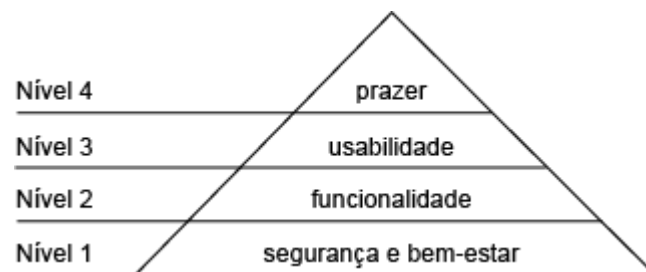 Nível 4 prazer
Nível 3 usabilidade
Nível 2 funcionalidade
Nível 1 segurança e bem-estar